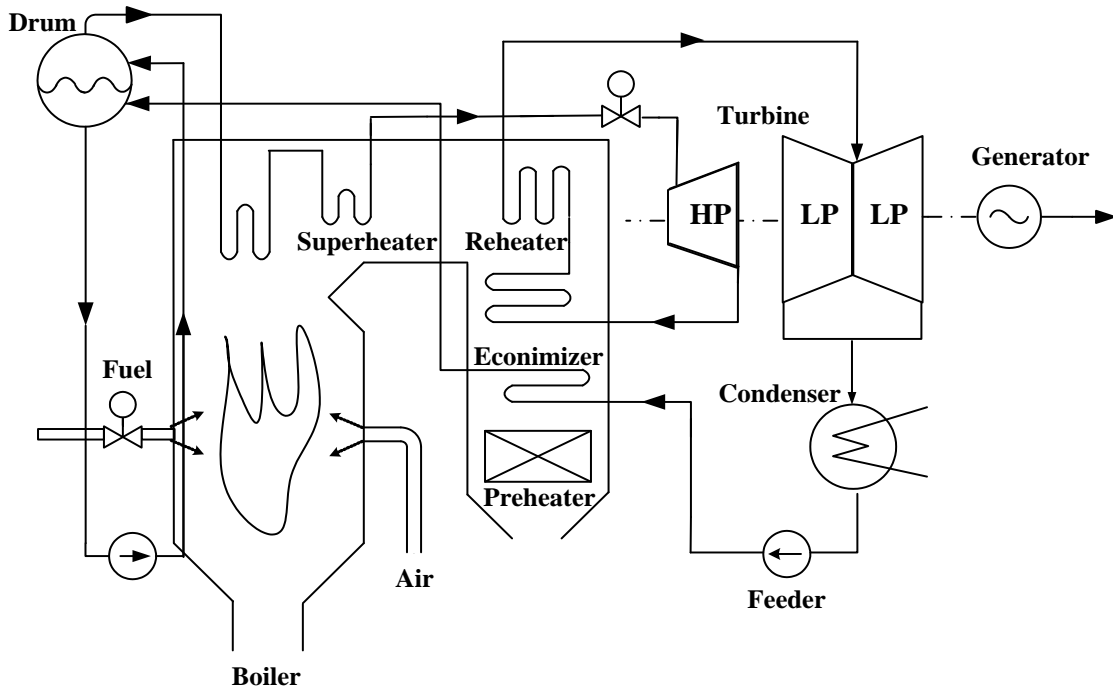 Drum
Turbine
Generator
HP
LP
LP
Superheater
Reheater
Fuel
Econimizer
Condenser
Preheater
Air
Feeder
Boiler